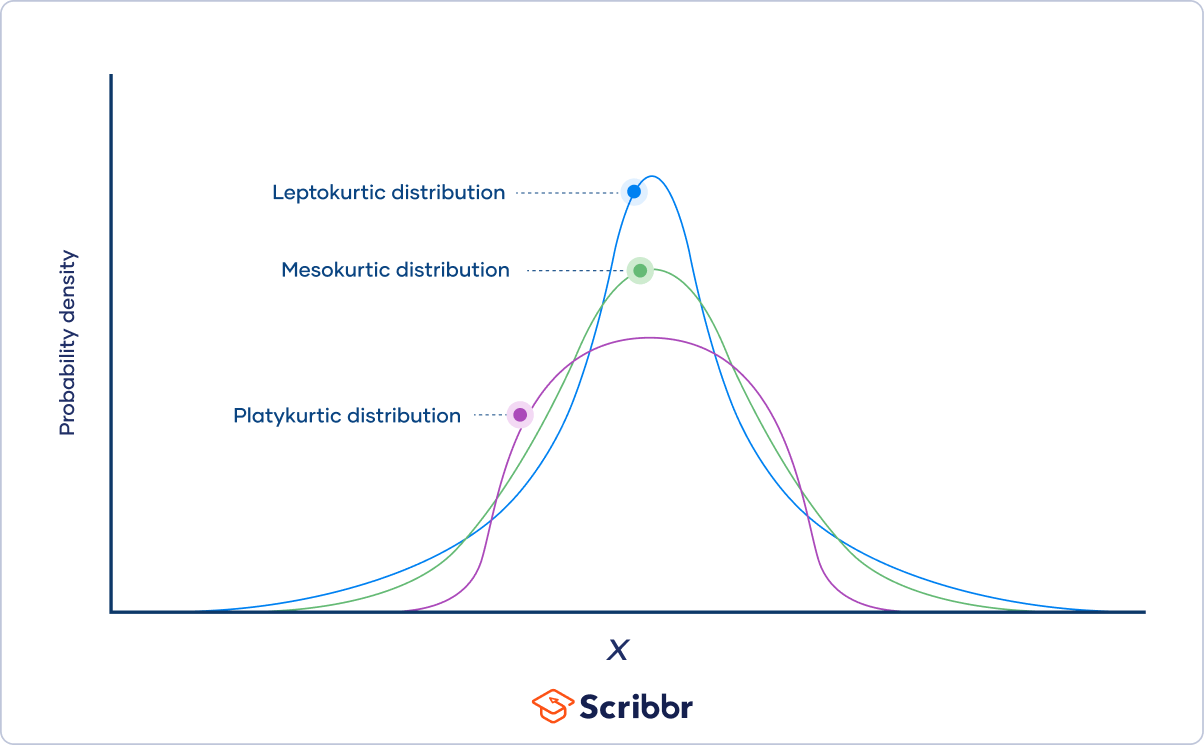 Leptokurtic distribution
Mesokurtic distribution
Probability density
Platykurtic distribution
X
Scribbr